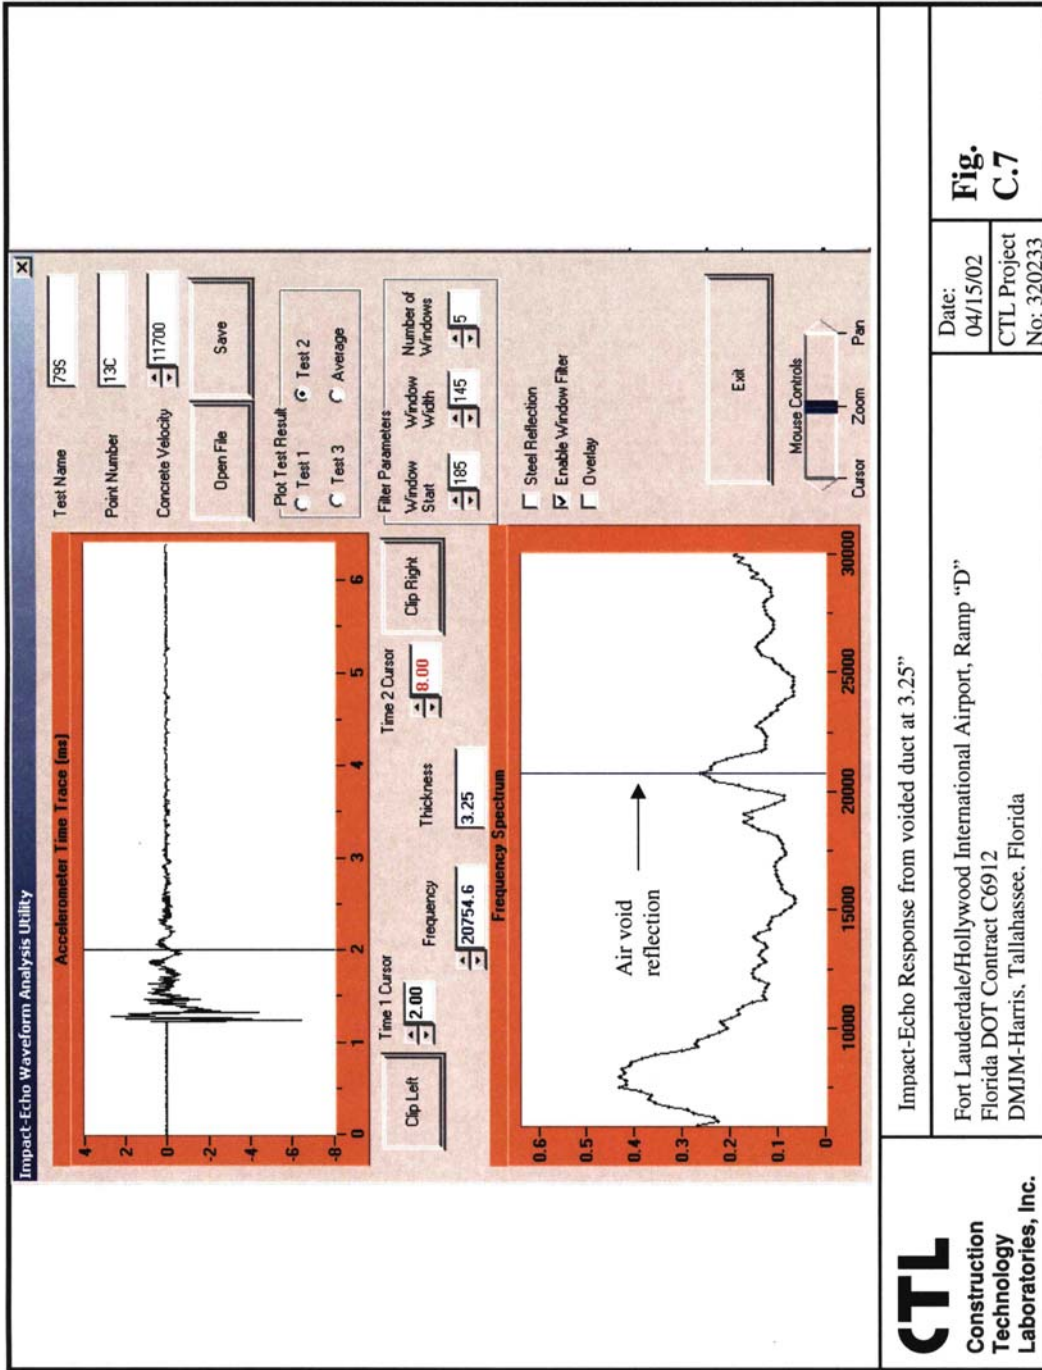 Impact-Echo Waveform Analysis Utility
X
Accelerometer Time Trace (ms)
4
2
0
-2
-4
-6
-8
0
1
2
3
4
5
6
Test Name
79S
Point Number
13C
Concrete Velocity
11700
Open File
Save
Plot Test Result
Test 1
Test 2
Test 3
Average
Clip Left
Time 1 Cursor
2.00
Frequency
20754.6
Thickness
3.25
Time 2 Cursor
8.00
Clip Right
Filter Parameters
Window Start
Window Width
Number of Windows
185
145
5
Frequency Spectrum
Air void
reflection
0.6
0.5
0.4
0.3
0.2
0.1
0
10000
15000
20000
25000
30000
Steel Reflection
Enable Window Filter
Overlay
Exit
Mouse Controls
Cursor
Zoom
Pan
CTL
Construction
Technology
Laboratories, Inc.
Impact-Echo Response from voided duct at 3.25”
Fort Lauderdale/Hollywood International Airport, Ramp “D”
Florida DOT Contract C6912
DMJM-Harris, Tallahassee, Florida
Date:
04/15/02
CTL Project
No: 320233
Fig.
C.7